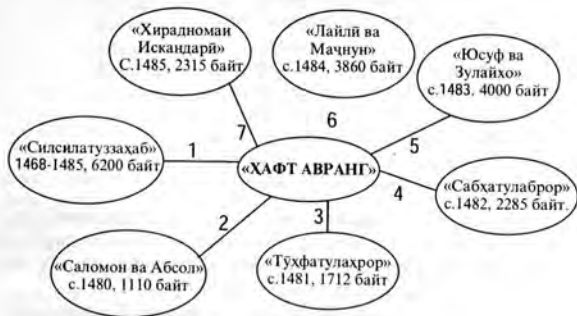 «Хирадномаи
Искандарӣ»
С.1485, 2315 байт
«Лайлӣ ва
Маҷнун»
с.1484, 3860 байт
«Юсуф ва
Зулайхо»
с.1483, 4000 байт
7
6
5
«Силсилатуззаҳаб»
1468-1485, 6200 байт
1
«ҲАФТ АВРАНГ»
4
«Сабҳатулаброр»
с.1482, 2285 байт.
2
3
«Саломон ва Абсол»
с.1480, 1110 байт
«Тӯҳфатулаҳрор»
с.1481, 1712 байт